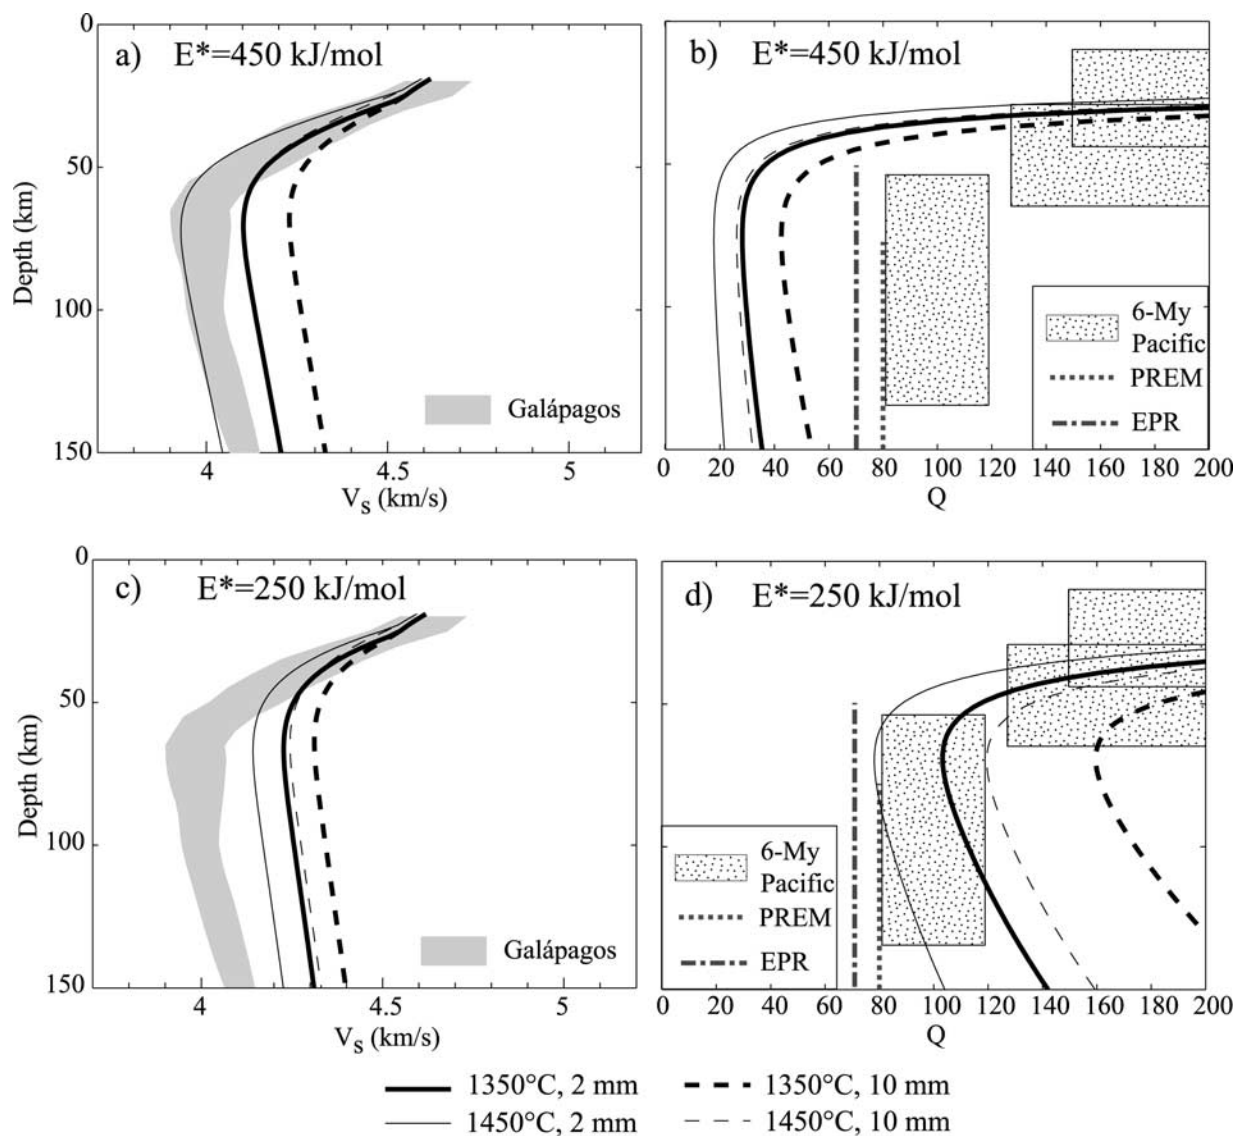 a) E*=450 kJ/mol
0
50
100
150
Depth (km)
4
4.5
5
V_S (km/s)
Galápagos
b) E*=450 kJ/mol
6-My
Pacific
PREM
EPR
0 20 40 60 80 100 120 140 160 180 200
Q
c) E*=250 kJ/mol
0
50
100
150
Depth (km)
4
4.5
5
V_S (km/s)
Galápagos
d) E*=250 kJ/mol
6-My
Pacific
PREM
EPR
0 20 40 60 80 100 120 140 160 180 200
Q
1350°C, 2 mm
1350°C, 10 mm
1450°C, 2 mm
1450°C, 10 mm